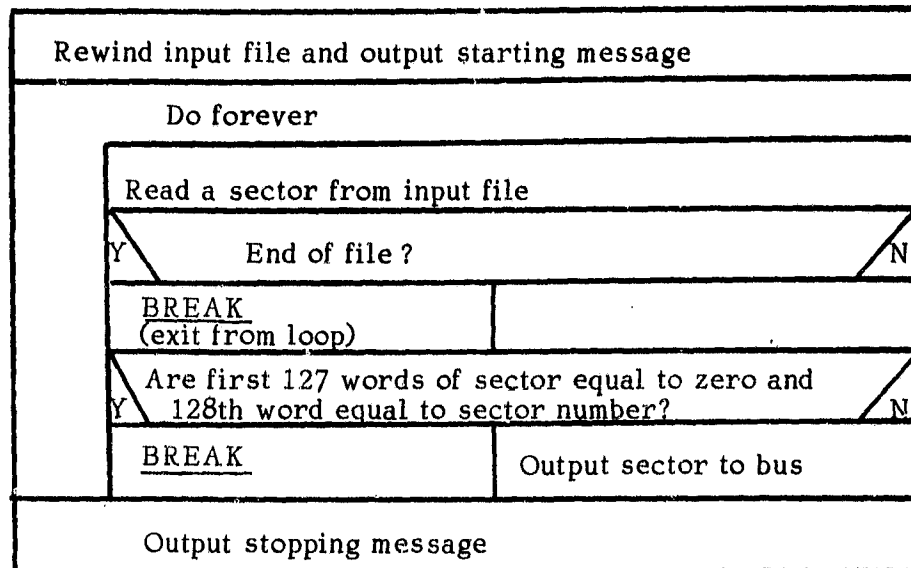 Rewind input file and output starting message
Do forever
Read a sector from input file
Y End of file ? N
BREAK
(exit from loop)
Y Are first 127 words of sector equal to zero and
128th word equal to sector number? N
BREAK
Output sector to bus
Output stopping message